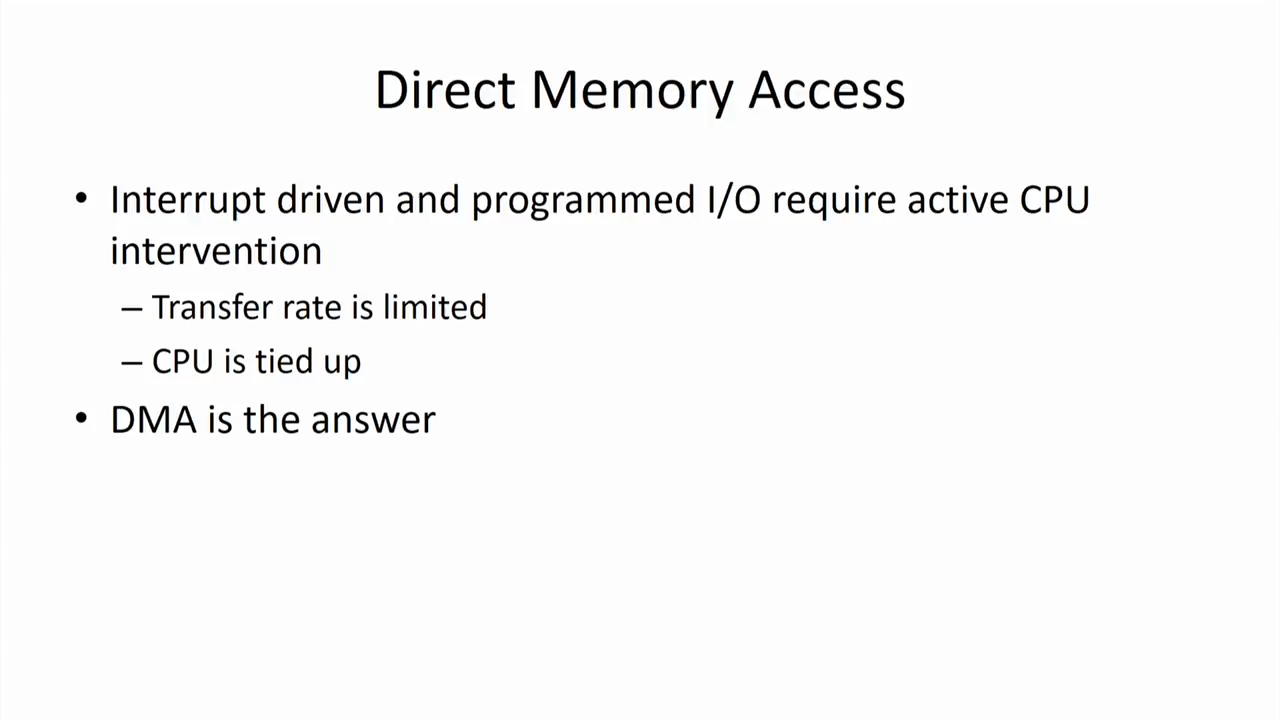 Direct Memory Access
• Interrupt driven and programmed I/O require active CPU
intervention
– Transfer rate is limited
– CPU is tied up
• DMA is the answer